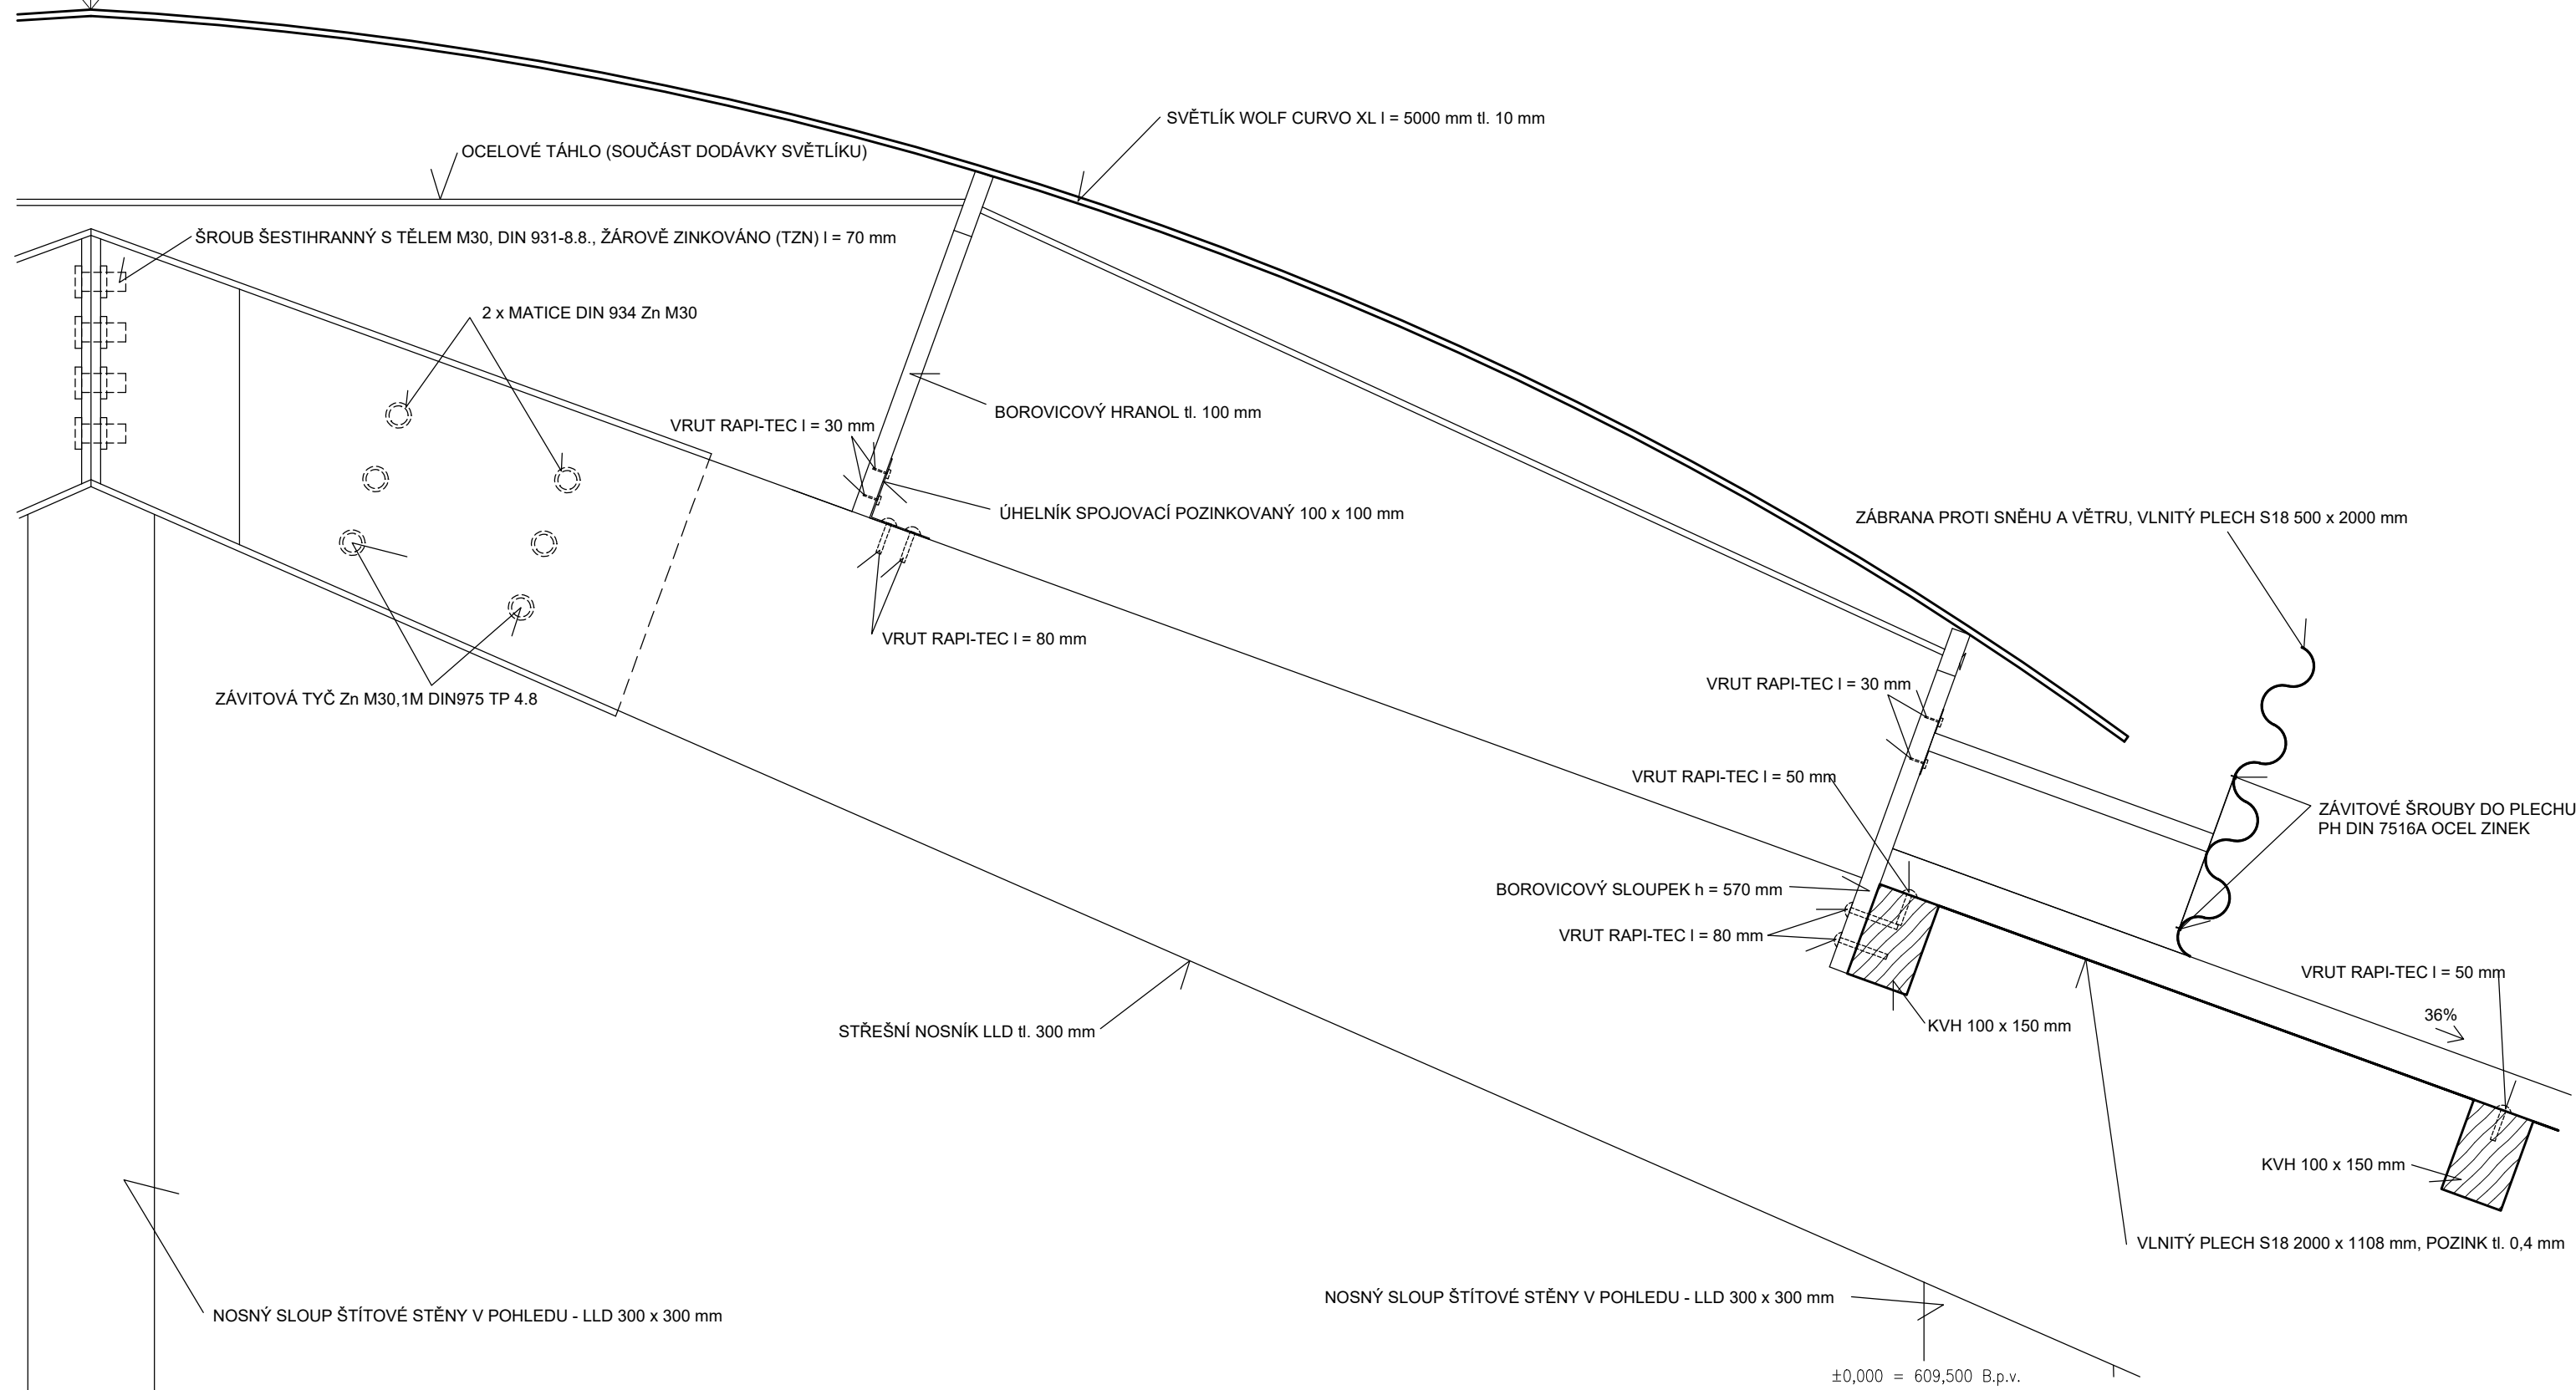 SVĚTLÍK WOLF CURVO XL l = 5000 mm tl. 10 mm
OCELOVÉ TÁHLO (SOUČÁST DODÁVKY SVĚTLÍKU)
ŠROUB ŠESTIHRANNÝ S TĚLEM M30, DIN 931-8.8., ŽÁROVĚ ZINKOVÁNO (TZN) l = 70 mm
2 x MATICE DIN 934 Zn M30
BOROVICOVÝ HRANOL tl. 100 mm
VRUT RAPI-TEC l = 30 mm
ÚHELNÍK SPOJOVACÍ POZINKOVANÝ 100 x 100 mm
ZÁBRANA PROTI SNĚHU A VĚTRU, VLNITÝ PLECH S18 500 x 2000 mm
VRUT RAPI-TEC l = 80 mm
VRUT RAPI-TEC l = 30 mm
ZÁVITOVÁ TYČ Zn M30,1M DIN975 TP 4.8
VRUT RAPI-TEC l = 50 mm
ZÁVITOVÉ ŠROUBY DO PLECHU
PH DIN 7516A OCEL ZINEK
BOROVICOVÝ SLOUPEK h = 570 mm
VRUT RAPI-TEC l = 80 mm
VRUT RAPI-TEC l = 50 mm
36%
KVH 100 x 150 mm
STŘEŠNÍ NOSNÍK LLD tl. 300 mm
KVH 100 x 150 mm
VLNITÝ PLECH S18 2000 x 1108 mm, POZINK tl. 0,4 mm
NOSNÝ SLOUP ŠTÍTOVÉ STĚNY V POHLEDU - LLD 300 x 300 mm
NOSNÝ SLOUP ŠTÍTOVÉ STĚNY V POHLEDU - LLD 300 x 300 mm
±0,000 = 609,500 B.p.v.